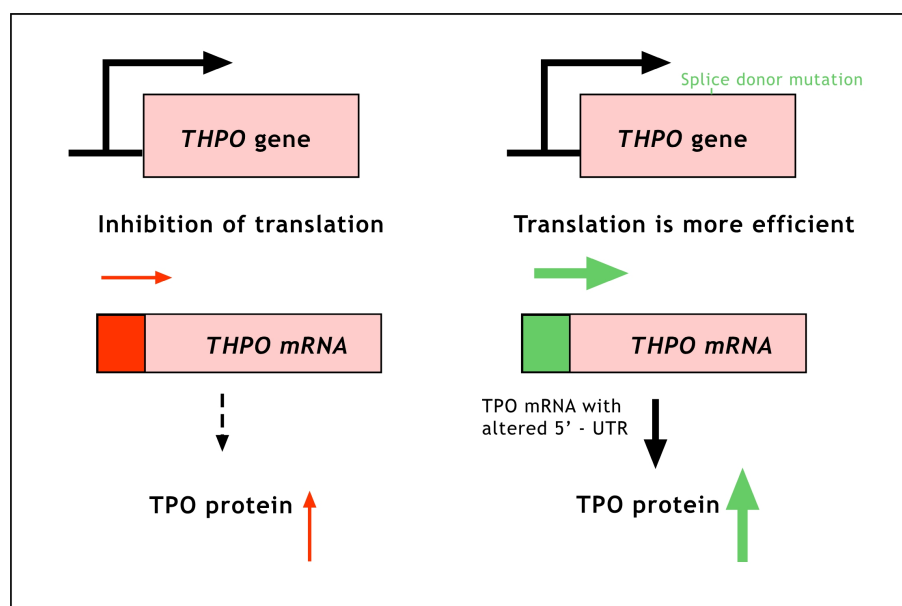 THPO gene
Inhibition of translation
THPO mRNA
TPO protein
Splice donor mutation
THPO gene
Translation is more efficient
THPO mRNA
TPO mRNA with
altered 5' - UTR
TPO protein